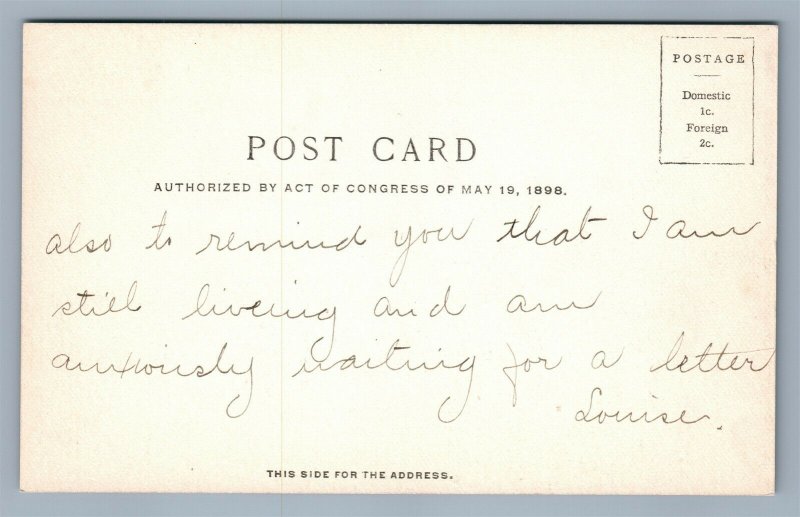 POSTAGE
Domestic
1c.
Foreign
2c.
POST CARD
AUTHORIZED BY ACT OF CONGRESS OF MAY 19, 1898.
also to remind you that I am
still liveing and am
anxiously waiting for a letter
Louise.
THIS SIDE FOR THE ADDRESS.